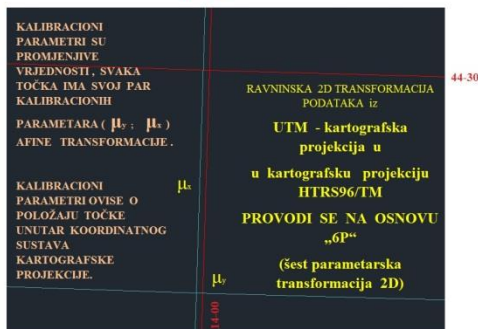 KALIBRACIONI
PARAMETRI SU
PROMJENJIVE
VRJEDNOSTI, SVAKA
TOČKA IMA SVOJ PAR
KALIBRACIONIH
PARAMETARA ( μy ; μx )
AFINE TRANSFORMACIJE.
KALIBRACIONI
PARAMETRI OVISE O
POLOŽAJU TOČKE
UNUTAR KOORDINATNOG
SUSTAVA
KARTOGRAFSKE
PROJEKCIJE.
μx
μy
14-00
44-30
RAVNINSKA 2D TRANSFORMACIJA
PODATAKA iz
UTM - kartografska
projekcija u
u kartografsku projekciju
HTRS96/TM
PROVODI SE NA OSNOVU
„6P“
(šest parametarska
transformacija 2D)